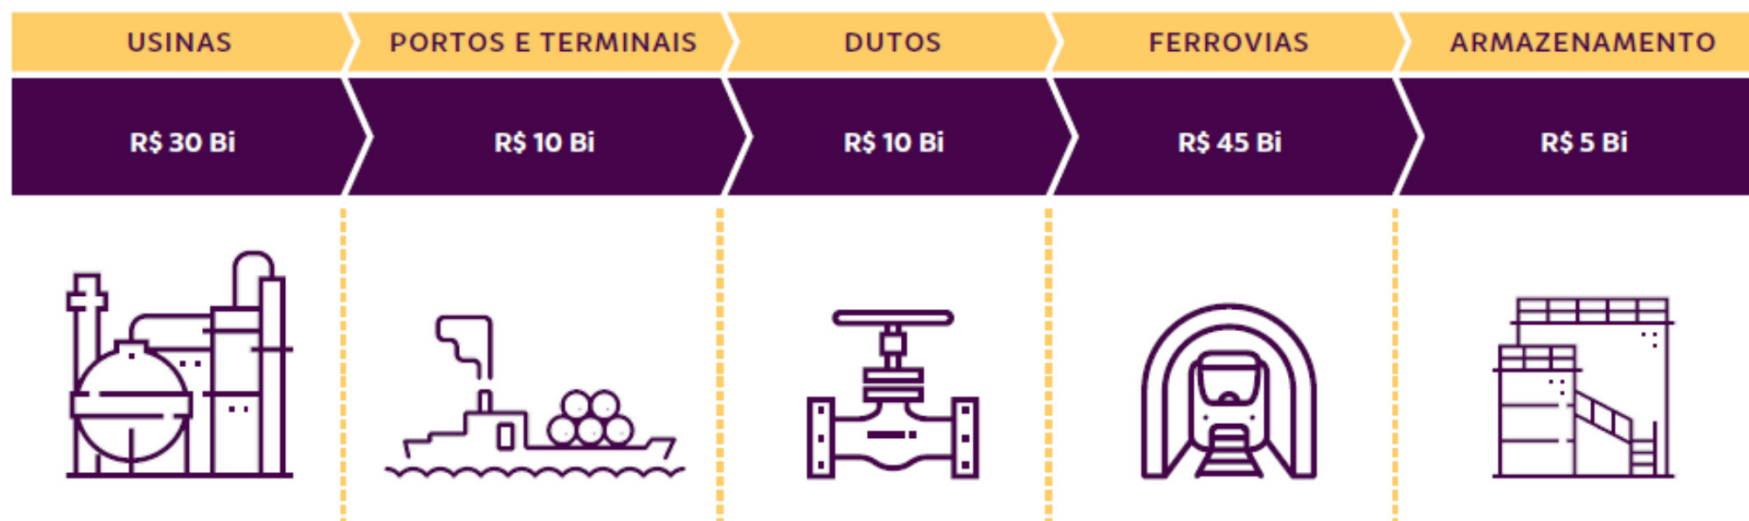 USINAS
PORTOS E TERMINAIS
DUTOS
FERROVIAS
ARMAZENAMENTO
R$ 30 Bi
R$ 10 Bi
R$ 10 Bi
R$ 45 Bi
R$ 5 Bi